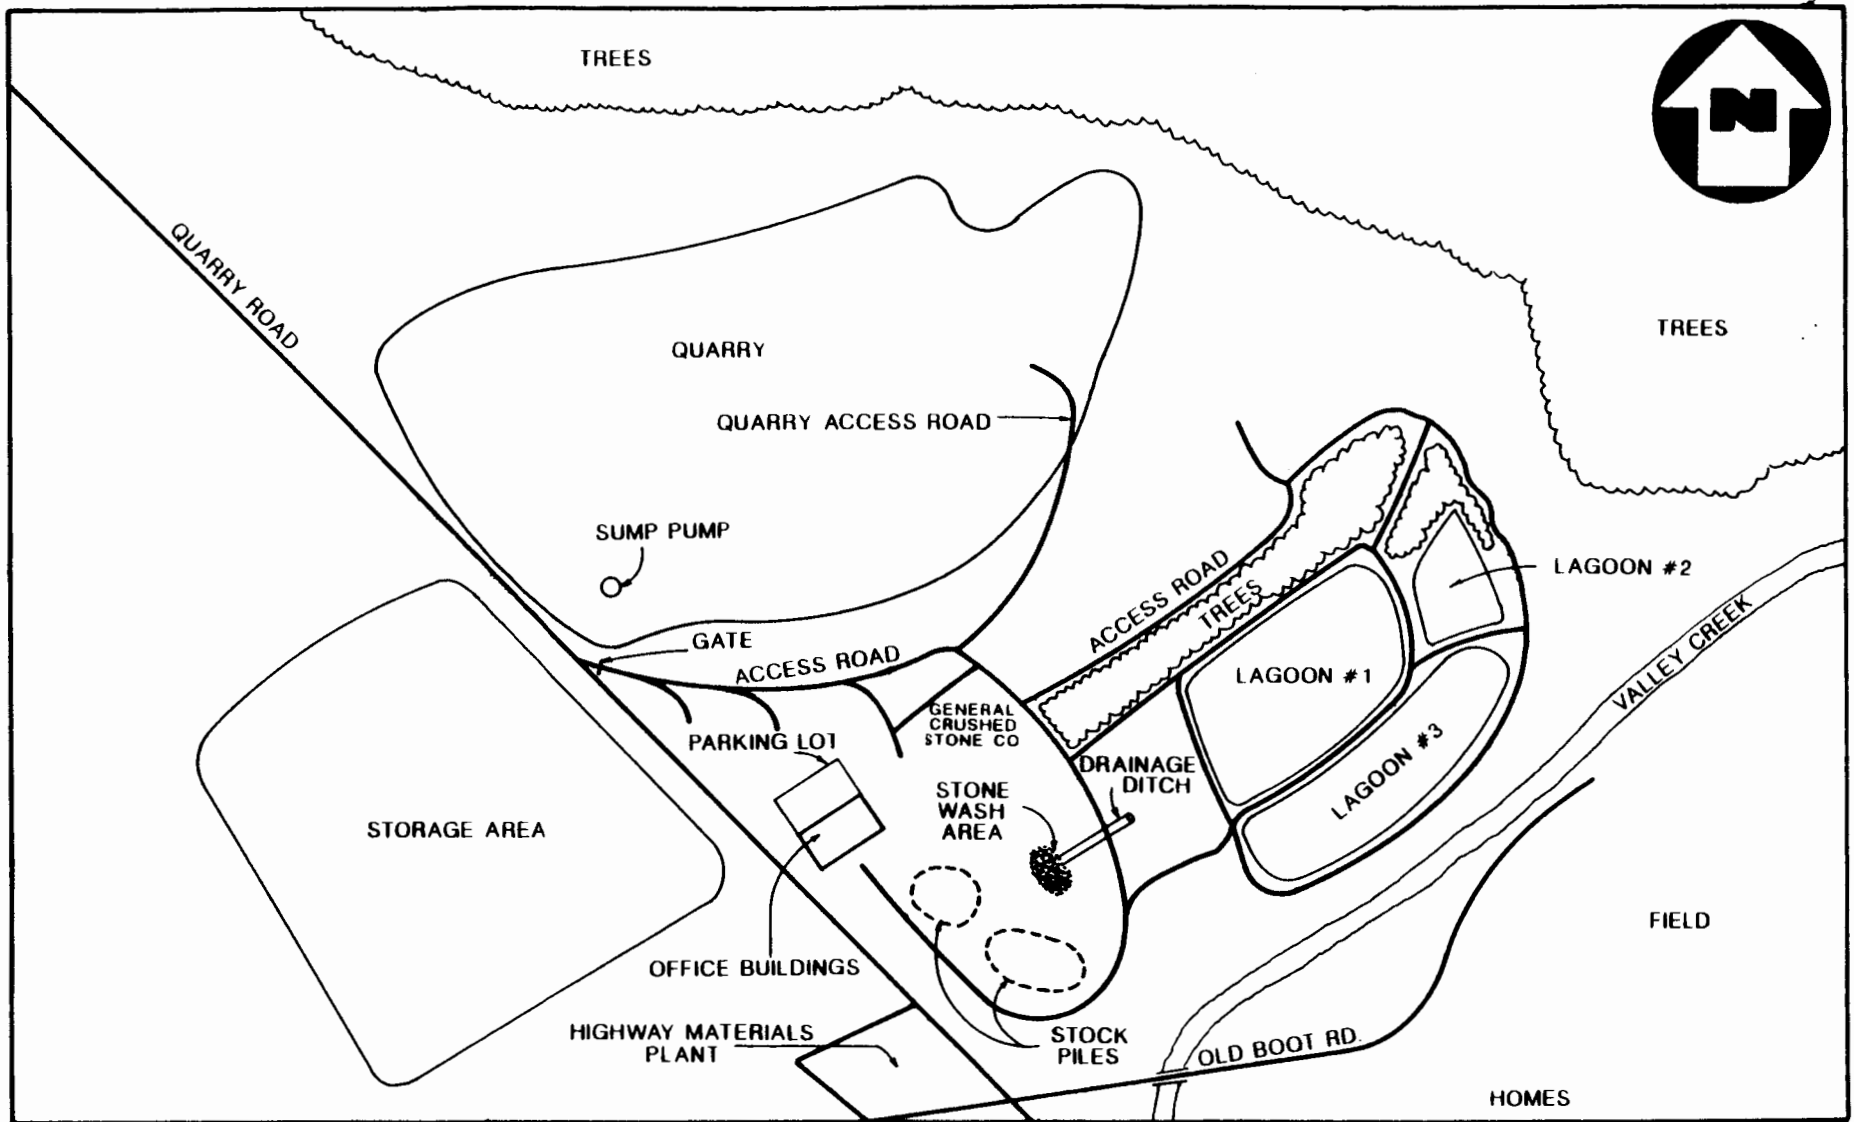 TREES
N
QUARRY ROAD
TREES
QUARRY
QUARRY ACCESS ROAD
SUMP PUMP
LAGOON #2
ACCESS ROAD
TREES
VALLEY CREEK
GATE
ACCESS ROAD
LAGOON #1
GENERAL
CRUSHED
STONE CO
PARKING LOT
DRAINAGE
DITCH
LAGOON #3
STONE
WASH
AREA
STORAGE AREA
FIELD
OFFICE BUILDINGS
HIGHWAY MATERIALS
PLANT
STOCK
PILES
OLD BOOT RD.
HOMES